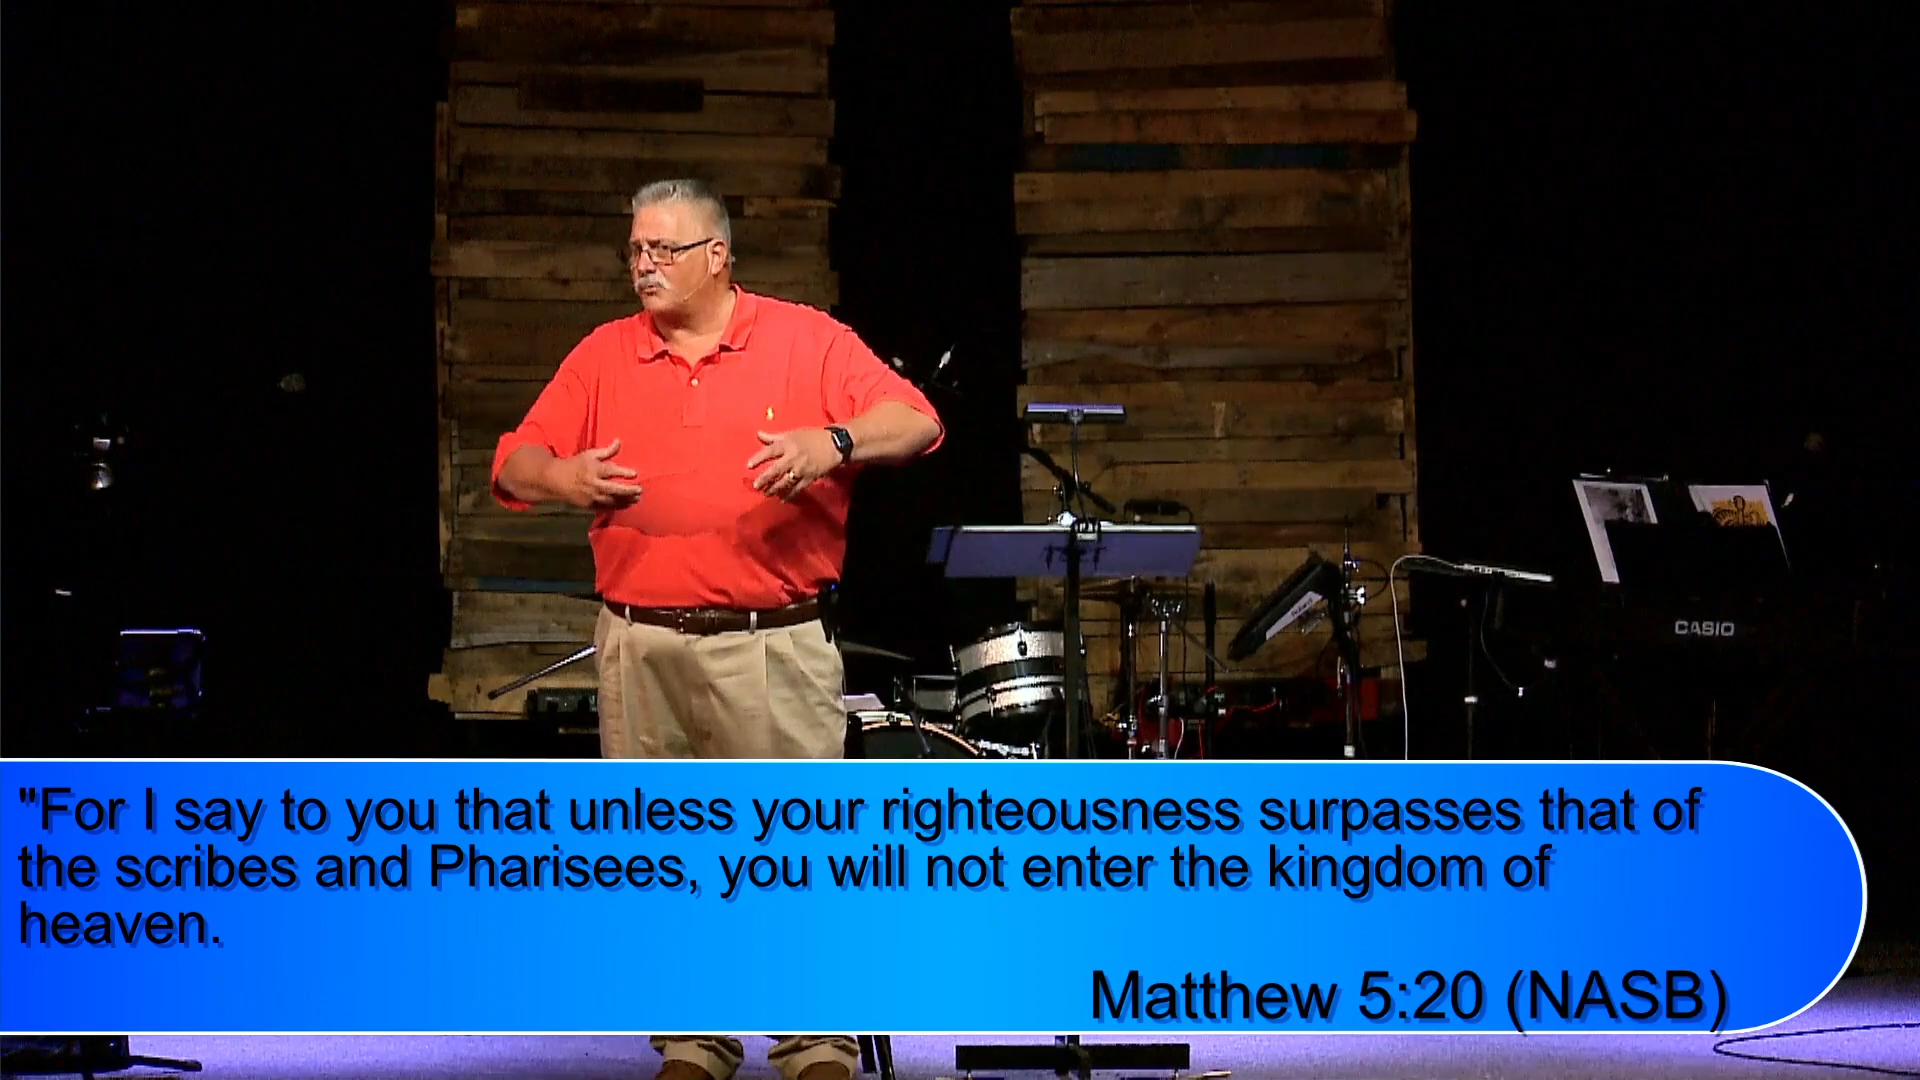 CASIO
"For I say to you that unless your righteousness surpasses that of
the scribes and Pharisees, you will not enter the kingdom of
heaven.
Matthew 5:20 (NASB)